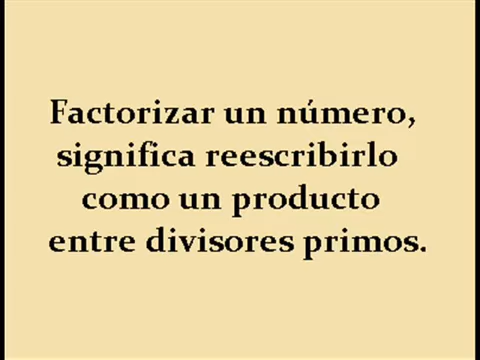 Factorizar un número,
significa reescribirlo
como un producto
entre divisores primos.